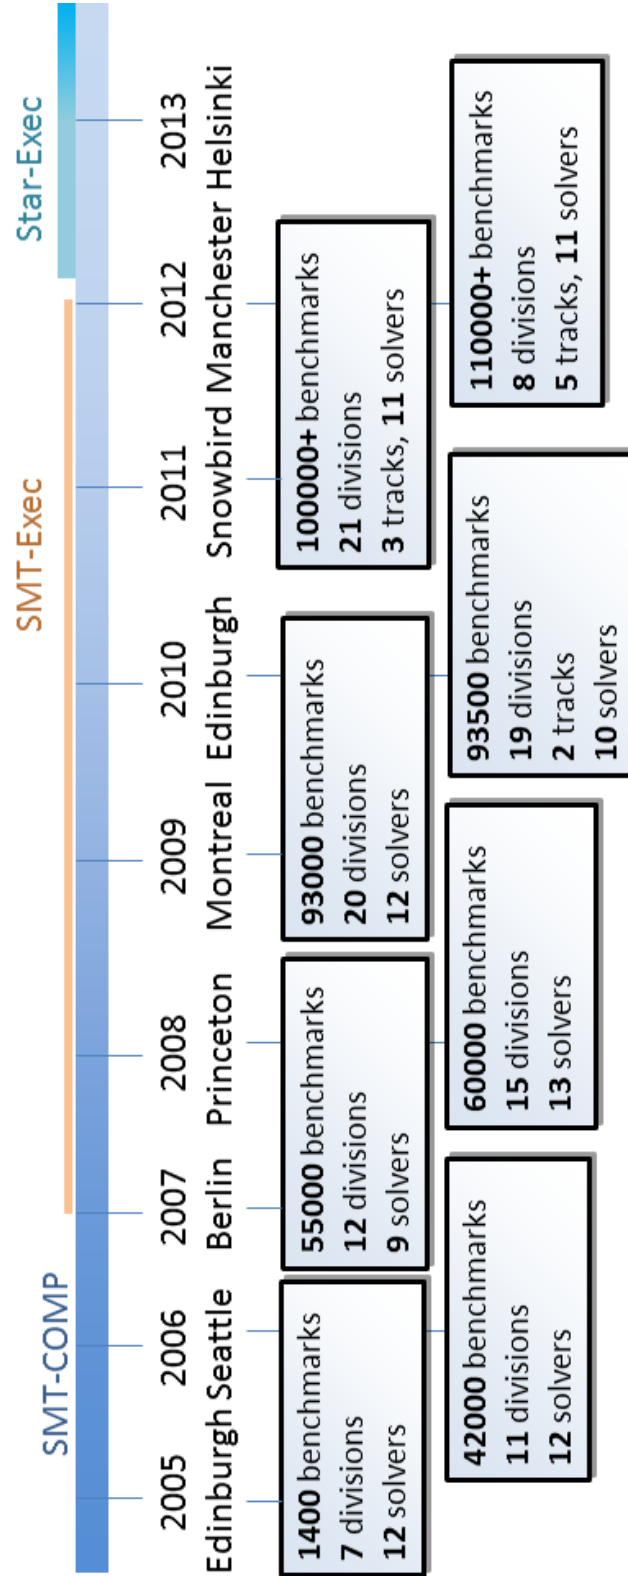 SMT-COMP
SMT-Exec
Star-Exec
2005 2006 2007 2008 2009 2010 2011 2012 2013
Edinburgh Seattle Berlin Princeton Montreal Edinburgh Snowbird Manchester Helsinki
1400 benchmarks
7 divisions
12 solvers
55000 benchmarks
12 divisions
9 solvers
93000 benchmarks
20 divisions
12 solvers
100000+ benchmarks
21 divisions
3 tracks, 11 solvers
42000 benchmarks
11 divisions
12 solvers
60000 benchmarks
15 divisions
13 solvers
93500 benchmarks
19 divisions
2 tracks
10 solvers
110000+ benchmarks
8 divisions
5 tracks, 11 solvers